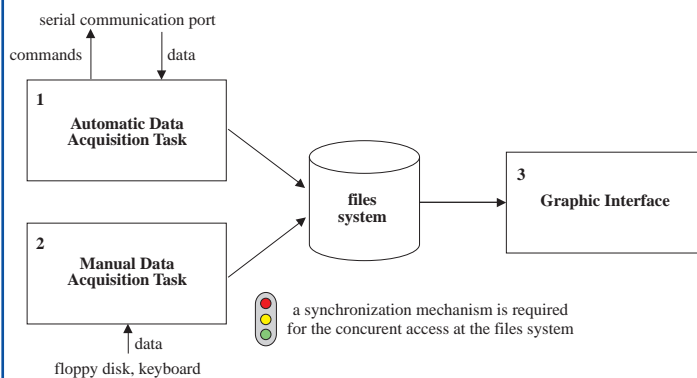 serial communication port
commands
data
1
Automatic Data
Acquisition Task
2
Manual Data
Acquisition Task
data
floppy disk, keyboard
files
system
3
Graphic Interface
a synchronization mechanism is required
for the concurent access at the files system